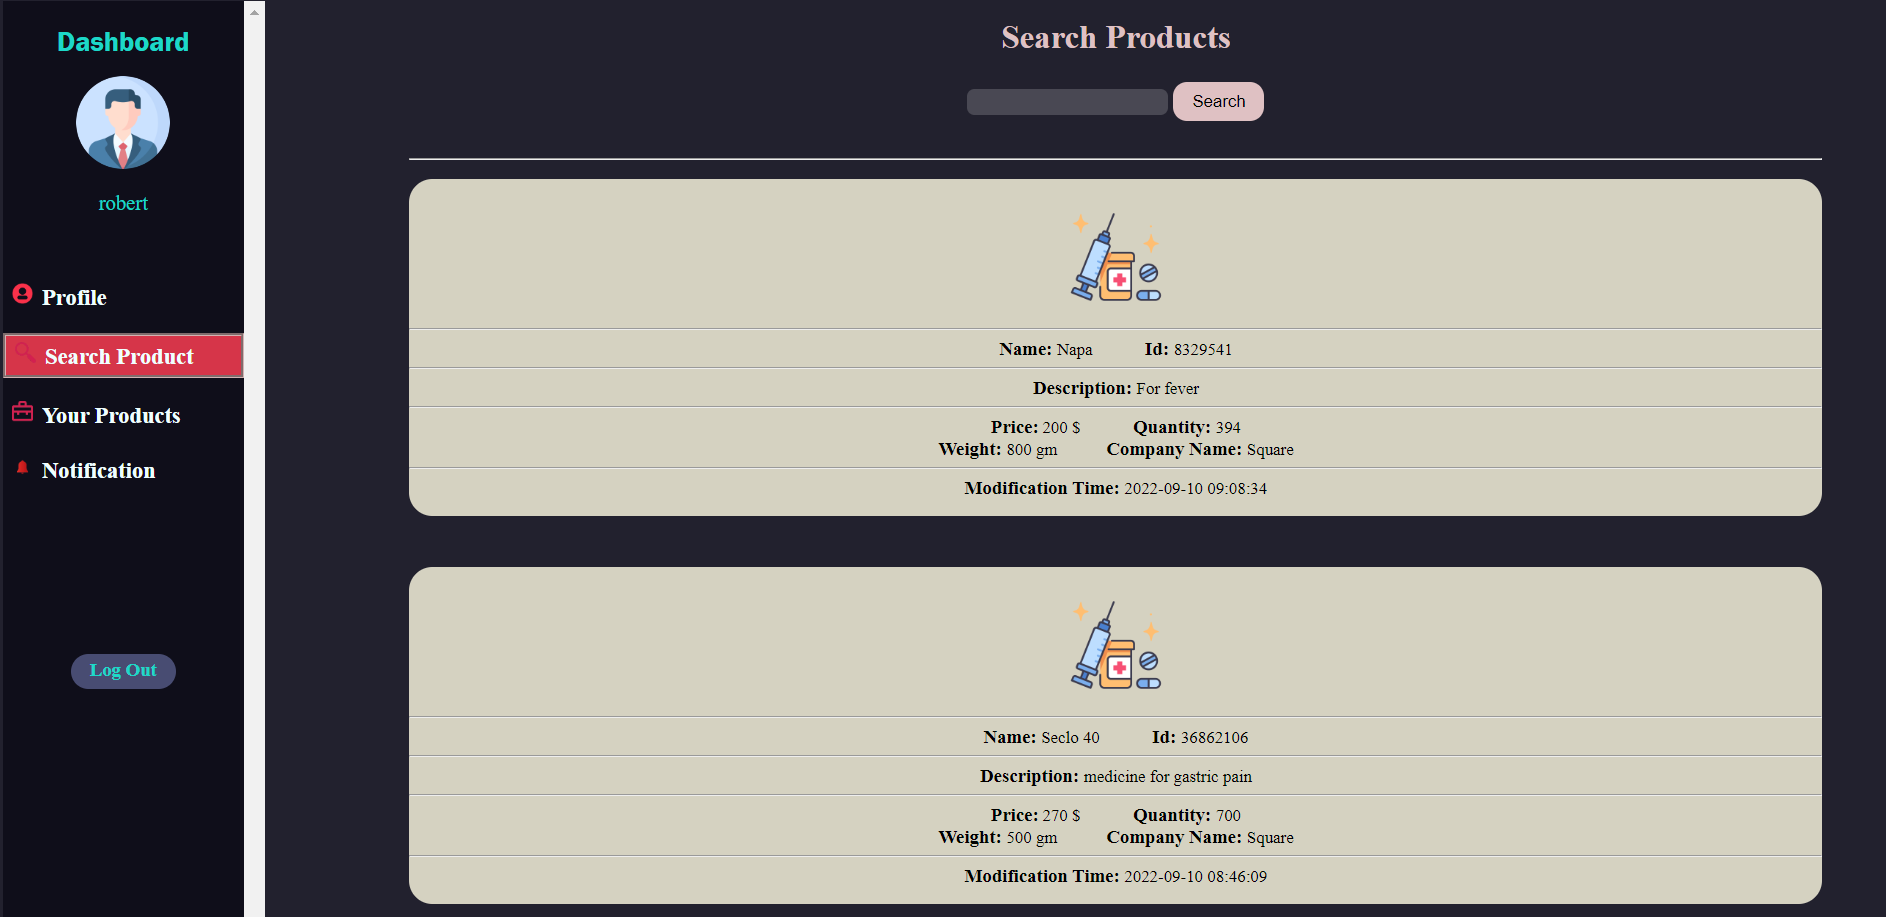 Dashboard
robert
Profile
Search Product
Your Products
Notification
Log Out
Search Products
Search
Name: Napa Id: 8329541
Description: For fever
Price: 200 $ Quantity: 394
Weight: 800 gm Company Name: Square
Modification Time: 2022-09-10 09:08:34
Name: Seclo 40 Id: 36862106
Description: medicine for gastric pain
Price: 270 $ Quantity: 700
Weight: 500 gm Company Name: Square
Modification Time: 2022-09-10 08:46:09